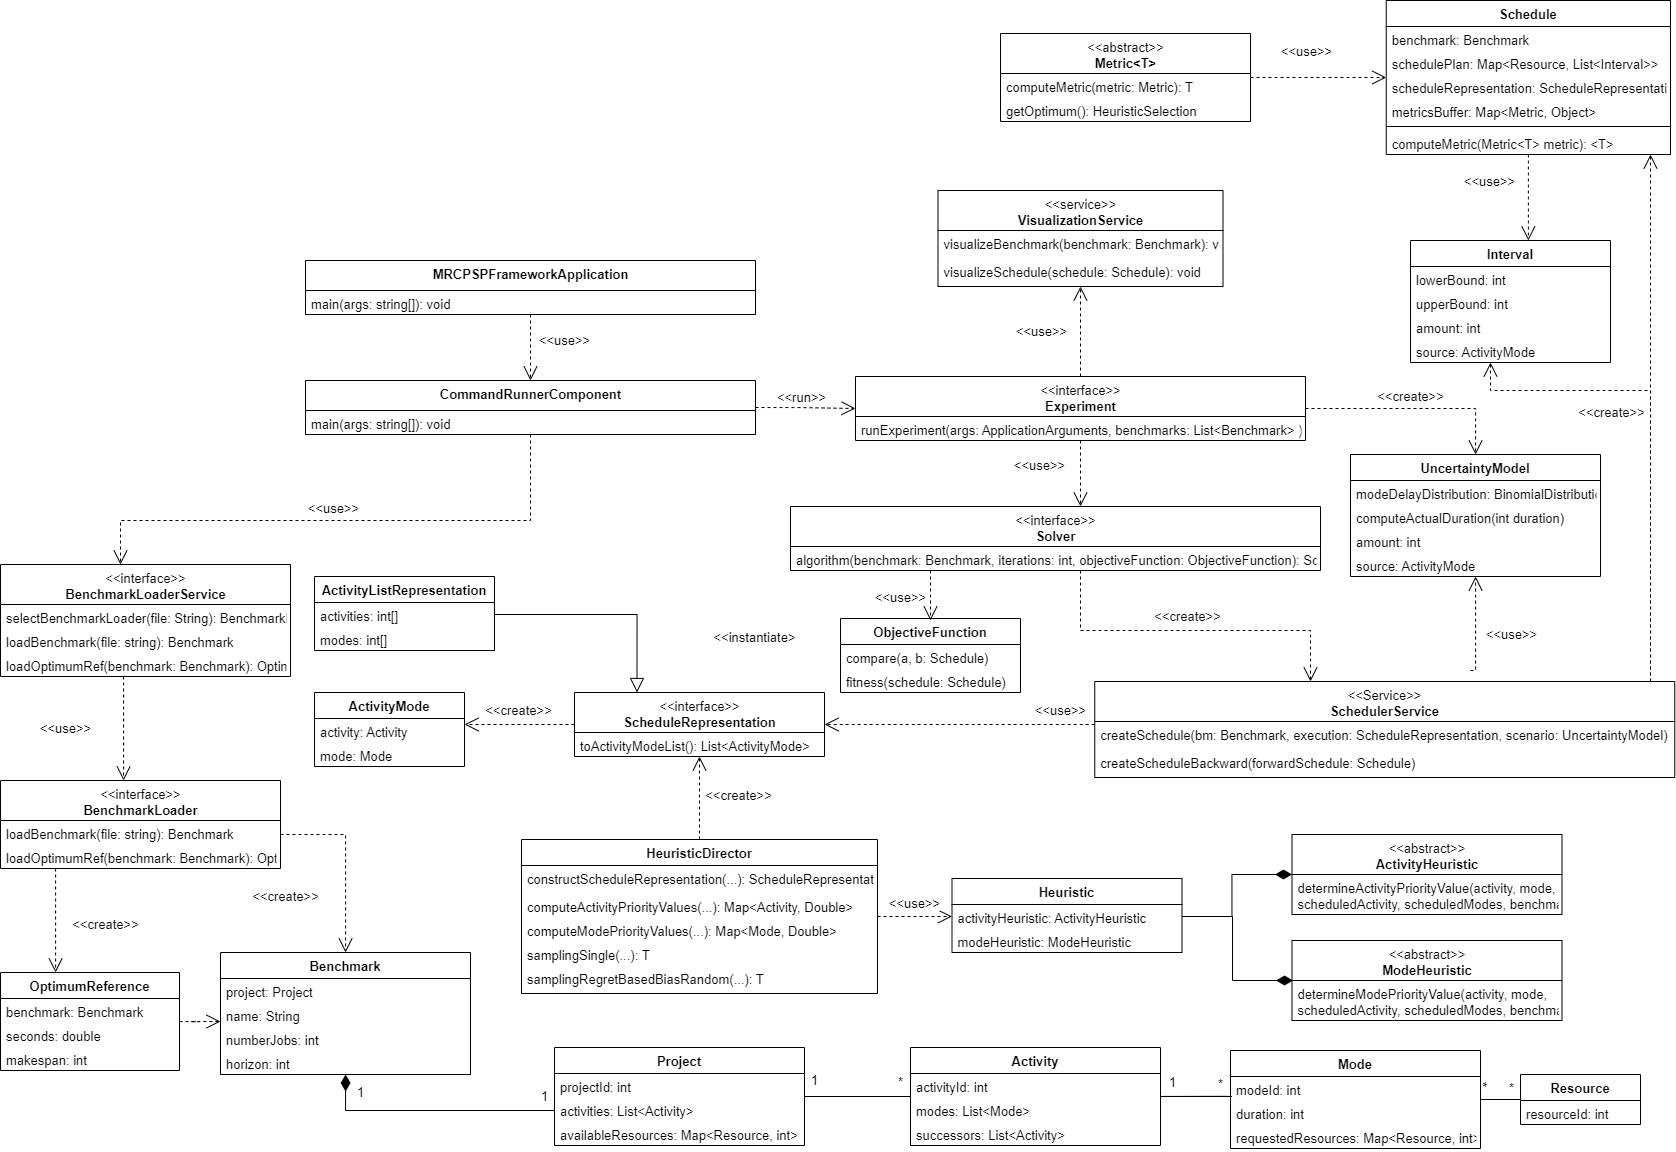 Schedule
benchmark: Benchmark
schedulePlan: Map<Resource, List<Interval>>
scheduleRepresentation: ScheduleRepresentati
metricsBuffer: Map<Metric, Object>
computeMetric(Metric<T> metric): <T>
<<abstract>>
Metric<T>
computeMetric(metric: Metric): T
getOptimum(): HeuristicSelection
<<use>>
<<use>>
<<service>>
VisualizationService
visualizeBenchmark(benchmark: Benchmark): v
visualizeSchedule(schedule: Schedule): void
Interval
lowerBound: int
upperBound: int
amount: int
source: ActivityMode
MRCPSPFrameworkApplication
main(args: string[]): void
<<use>>
<<use>>
CommandRunnerComponent
main(args: string[]): void
<<run>>
<<interface>>
Experiment
runExperiment(args: ApplicationArguments, benchmarks: List<Benchmark> )
<<create>>
<<create>>
<<use>>
UncertaintyModel
modeDelayDistribution: BinomialDistributi
computeActualDuration(int duration)
amount: int
source: ActivityMode
<<use>>
<<interface>>
Solver
algorithm(benchmark: Benchmark, iterations: int, objectiveFunction: ObjectiveFunction): Sc
<<interface>>
BenchmarkLoaderService
selectBenchmarkLoader(file: String): Benchmark
loadBenchmark(file: string): Benchmark
loadOptimumRef(benchmark: Benchmark): Optin
ActivityListRepresentation
activities: int[]
modes: int[]
<<instantiate>
<<use>>
ObjectiveFunction
compare(a, b: Schedule)
fitness(schedule: Schedule)
<<create>>
<<use>>
ActivityMode
activity: Activity
mode: Mode
<<create>>
<<interface>>
ScheduleRepresentation
toActivityModeList(): List<ActivityMode>
<<use>>
<<Service>>
SchedulerService
createSchedule(bm: Benchmark, execution: ScheduleRepresentation, scenario: UncertaintyModel)
createScheduleBackward(forwardSchedule: Schedule)
<<use>>
<<interface>>
BenchmarkLoader
loadBenchmark(file: string): Benchmark
loadOptimumRef(benchmark: Benchmark): Opt
<<create>>
<<create>>
<<create>>
HeuristicDirector
constructScheduleRepresentation(...): ScheduleRepresentat
computeActivityPriorityValues(...): Map<Activity, Double>
computeModePriorityValues(...): Map<Mode, Double>
samplingSingle(...): T
samplingRegretBasedBiasRandom(...): T
<<use>>
Heuristic
activityHeuristic: ActivityHeuristic
modeHeuristic: ModeHeuristic
<<abstract>>
ActivityHeuristic
determineActivityPriorityValue(activity, mode,
scheduledActivity, scheduledModes, benchma
<<abstract>>
ModeHeuristic
determineModePriorityValue(activity, mode,
scheduledActivity, scheduledModes, benchma
OptimumReference
benchmark: Benchmark
seconds: double
makespan: int
Benchmark
project: Project
name: String
numberJobs: int
horizon: int
1
1
Project
projectId: int
activities: List<Activity>
availableResources: Map<Resource, int>
1
*
Activity
activityId: int
modes: List<Mode>
successors: List<Activity>
1
*
Mode
modeId: int
duration: int
requestedResources: Map<Resource, int>
*
*
Resource
resourceId: int